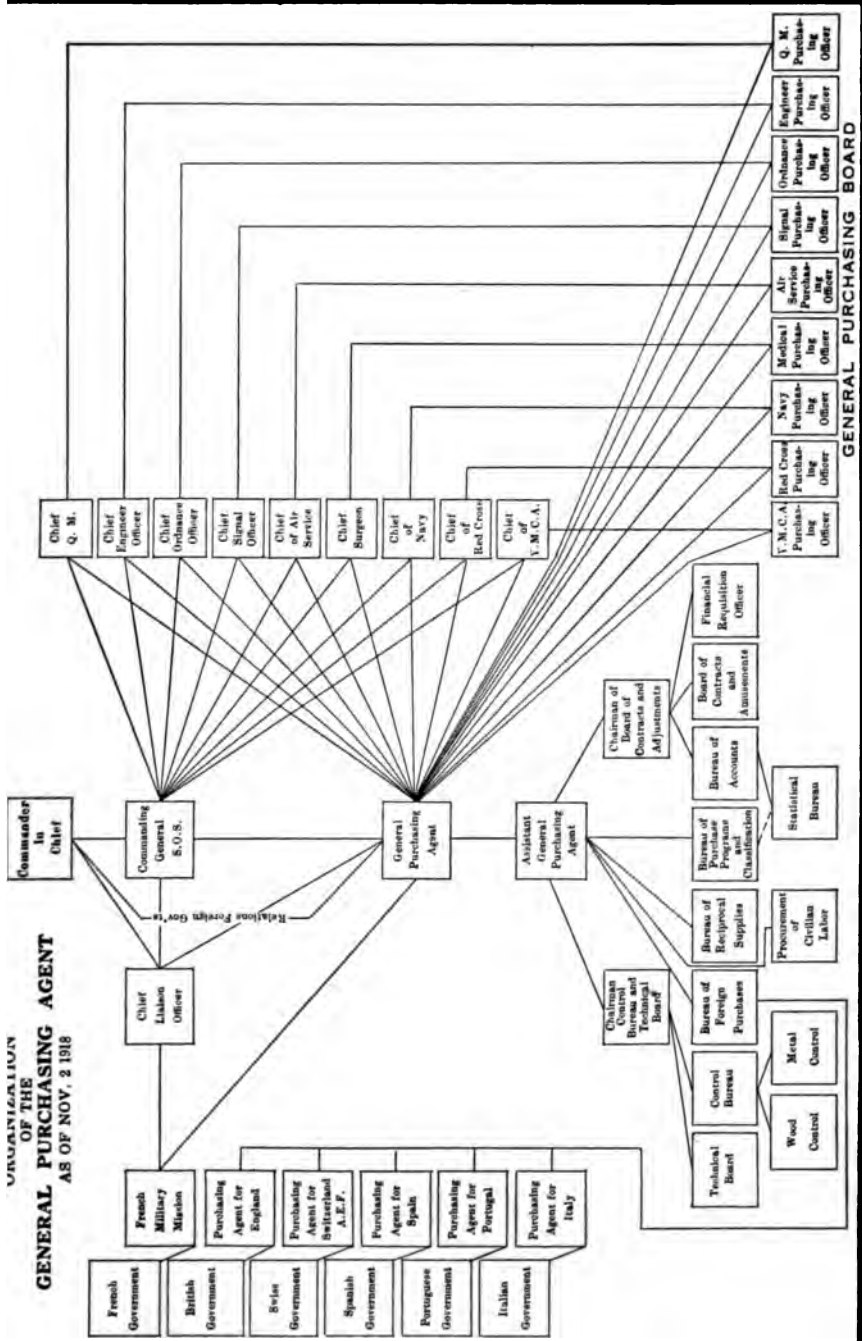 ORGANIZATION
OF THE
GENERAL PURCHASING AGENT
AS OF NOV. 2 1918
Commander
in
Chief
Chief
Liaison
Officer
Commanding
General
S.O.S.
Relations Foreign Gov'ts
General
Purchasing
Agent
Assistant
General
Purchasing
Agent
French
Government
British
Government
Swiss
Government
Spanish
Government
Portuguese
Government
Italian
Government
French
Military
Mission
Purchasing
Agent for
England
Purchasing
Agent for
Switzerland
A.E.F.
Purchasing
Agent for
Spain
Purchasing
Agent for
Portugal
Purchasing
Agent for
Italy
Chief
Q. M.
Chief
Engineer
Officer
Chief
Ordnance
Officer
Chief
Signal
Officer
Chief
of Air
Service
Chief
Surgeon
Chief
of
Navy
Chief
of
Red Cross
Chief
of
Y.M.C.A.
Chairman
Control
Bureau and
Technical
Board
Chairman of
Board of
Contracts and
Adjustments
Technical
Board
Control
Bureau
Bureau of
Foreign
Purchases
Bureau of
Reciprocal
Supplies
Bureau of
Purchase
Programs
and
Classification
Bureau of
Accounts
Board of
Contracts
and
Amusements
Financial
Requisition
Officer
Wood
Control
Metal
Control
Procurement
of
Civilian
Labor
Statistical
Bureau
Y.M.C.A.
Purchas-
ing
Officer
Red Cross
Purchas-
ing
Officer
Navy
Purchas-
ing
Officer
Medical
Purchas-
ing
Officer
Air
Service
Purchas-
ing
Officer
Signal
Purchas-
ing
Officer
Ordnance
Purchas-
ing
Officer
Engineer
Purchas-
ing
Officer
Q. M.
Purchas-
ing
Officer
GENERAL PURCHASING BOARD